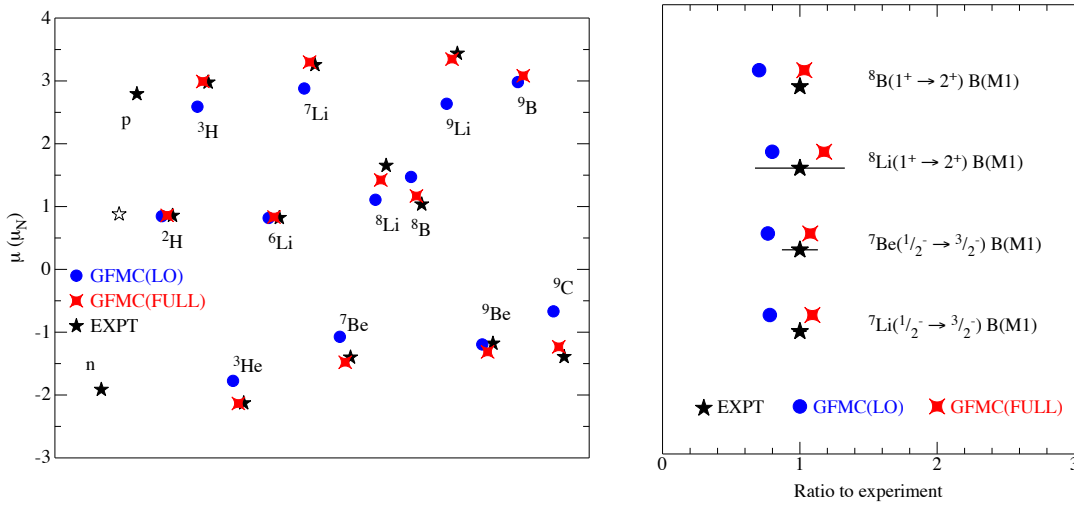 4
3
2
1
0
-1
-2
-3
μ (μ_N)
p
³H
⁷Li
⁹Li
⁹B
²H
⁶Li
⁸Li
⁸B
GFMC(LO)
GFMC(FULL)
EXPT
n
³He
⁷Be
⁹Be
⁹C
⁸B(1⁺ → 2⁺) B(M1)
⁸Li(1⁺ → 2⁺) B(M1)
⁷Be(¹/₂⁻ → ³/₂⁻) B(M1)
⁷Li(¹/₂⁻ → ³/₂⁻) B(M1)
EXPT GFMC(LO) GFMC(FULL)
0 1 2 3
Ratio to experiment